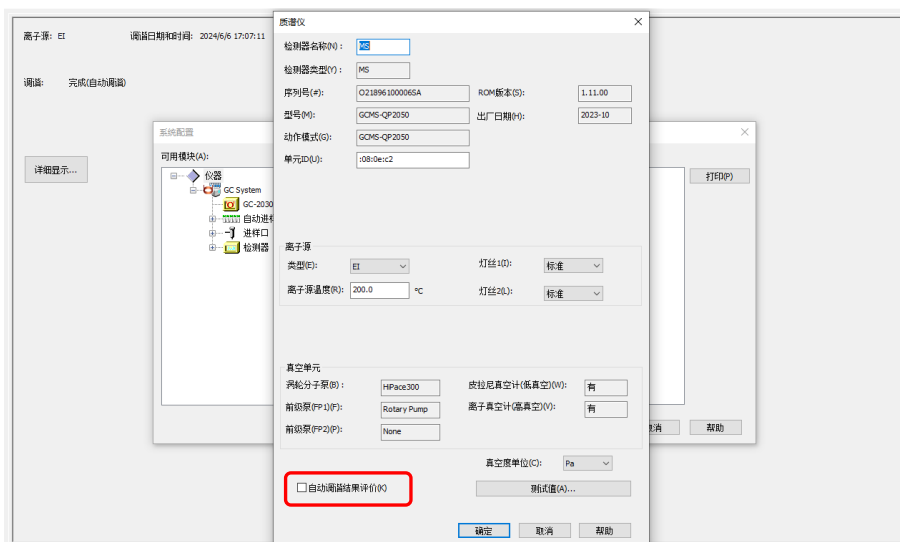 质谱仪
离子源: EI 调谐日期和时间: 2024/6/6 17:07:11
调谐: 完成(自动调谐)
详细显示...
系统配置
可用模块(A):
仪器
GC System
GC-2030
自动进样
进样口
检测器
打印(P)
取消 帮助
检测器名称(N): MS
检测器类型(Y): MS
序列号(#): O21896100006SA ROM版本(S): 1.11.00
型号(M): GCMS-QP2050 出厂日期(H): 2023-10
动作模式(G): GCMS-QP2050
单元ID(U): :08:0e:c2
离子源
类型(E): EI 灯丝1(I): 标准
离子源温度(R): 200.0 °C 灯丝2(L): 标准
真空单元
涡轮分子泵(B): HiPace300 皮拉尼真空计(低真空)(W): 有
前级泵(FP1)(F): Rotary Pump 离子真空计(高真空)(V): 有
前级泵(FP2)(P): None
真空度单位(C): Pa
自动调谐结果评价(K) 测试值(A)...
确定 取消 帮助